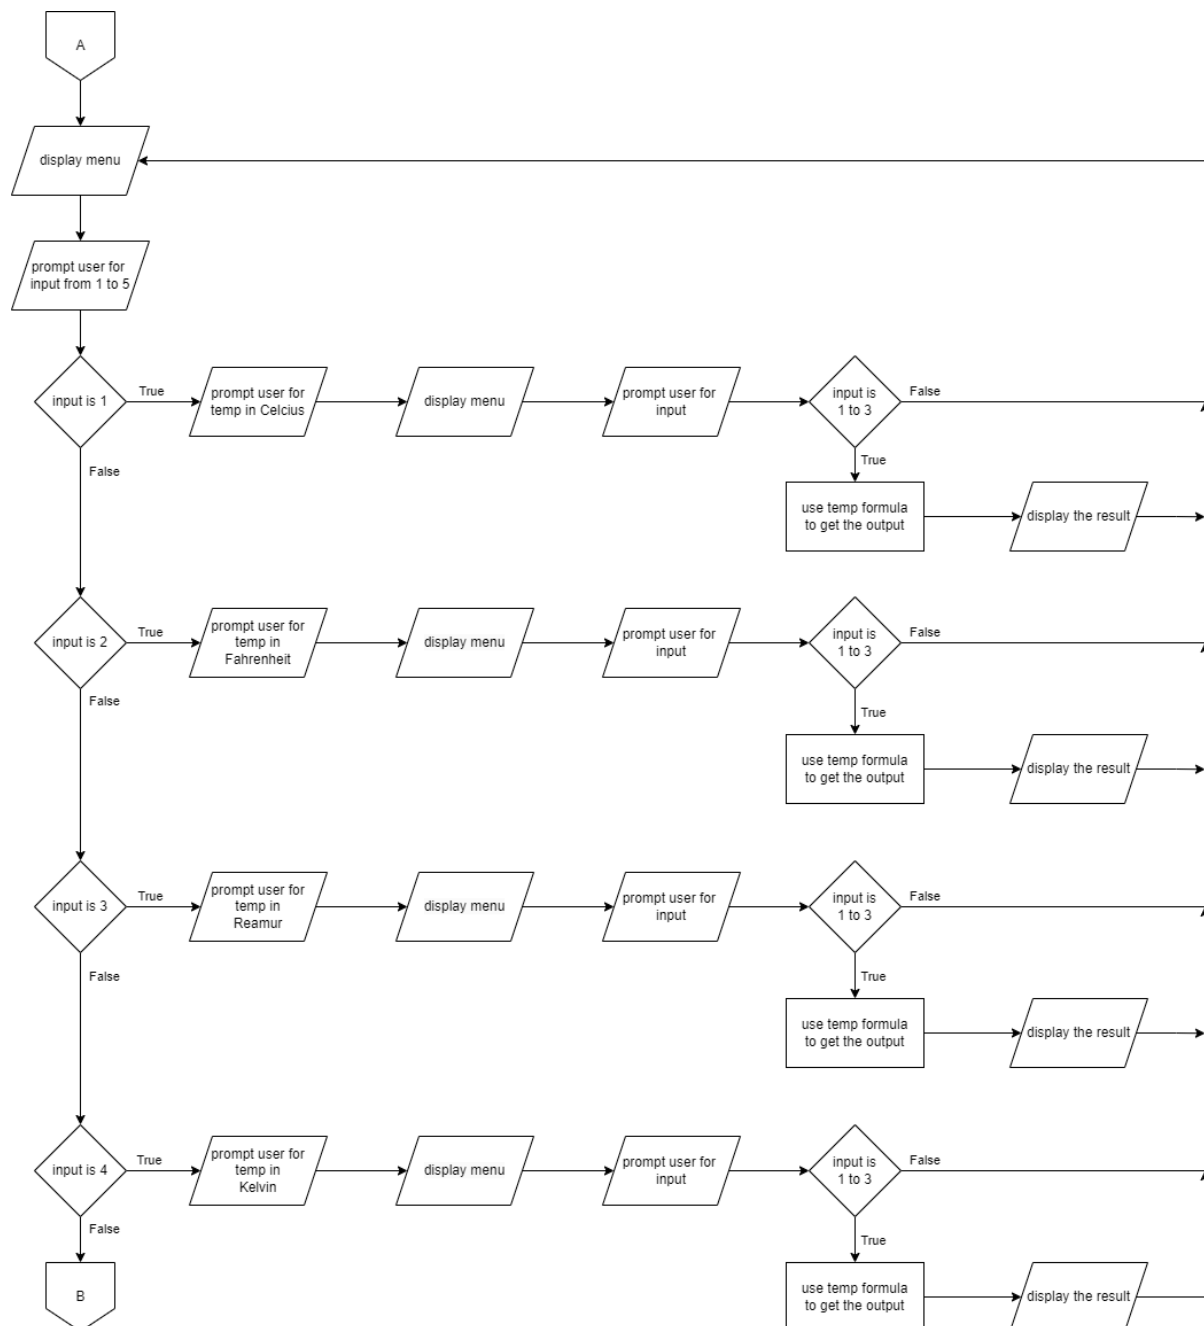 A
display menu
prompt user for
input from 1 to 5
input is 1
True
prompt user for
temp in Celcius
display menu
prompt user for
input
input is
1 to 3
False
False
True
use temp formula
to get the output
display the result
input is 2
True
prompt user for
temp in
Fahrenheit
display menu
prompt user for
input
input is
1 to 3
False
False
True
use temp formula
to get the output
display the result
input is 3
True
prompt user for
temp in
Reamur
display menu
prompt user for
input
input is
1 to 3
False
False
True
use temp formula
to get the output
display the result
input is 4
True
prompt user for
temp in
Kelvin
display menu
prompt user for
input
input is
1 to 3
False
False
True
B
use temp formula
to get the output
display the result